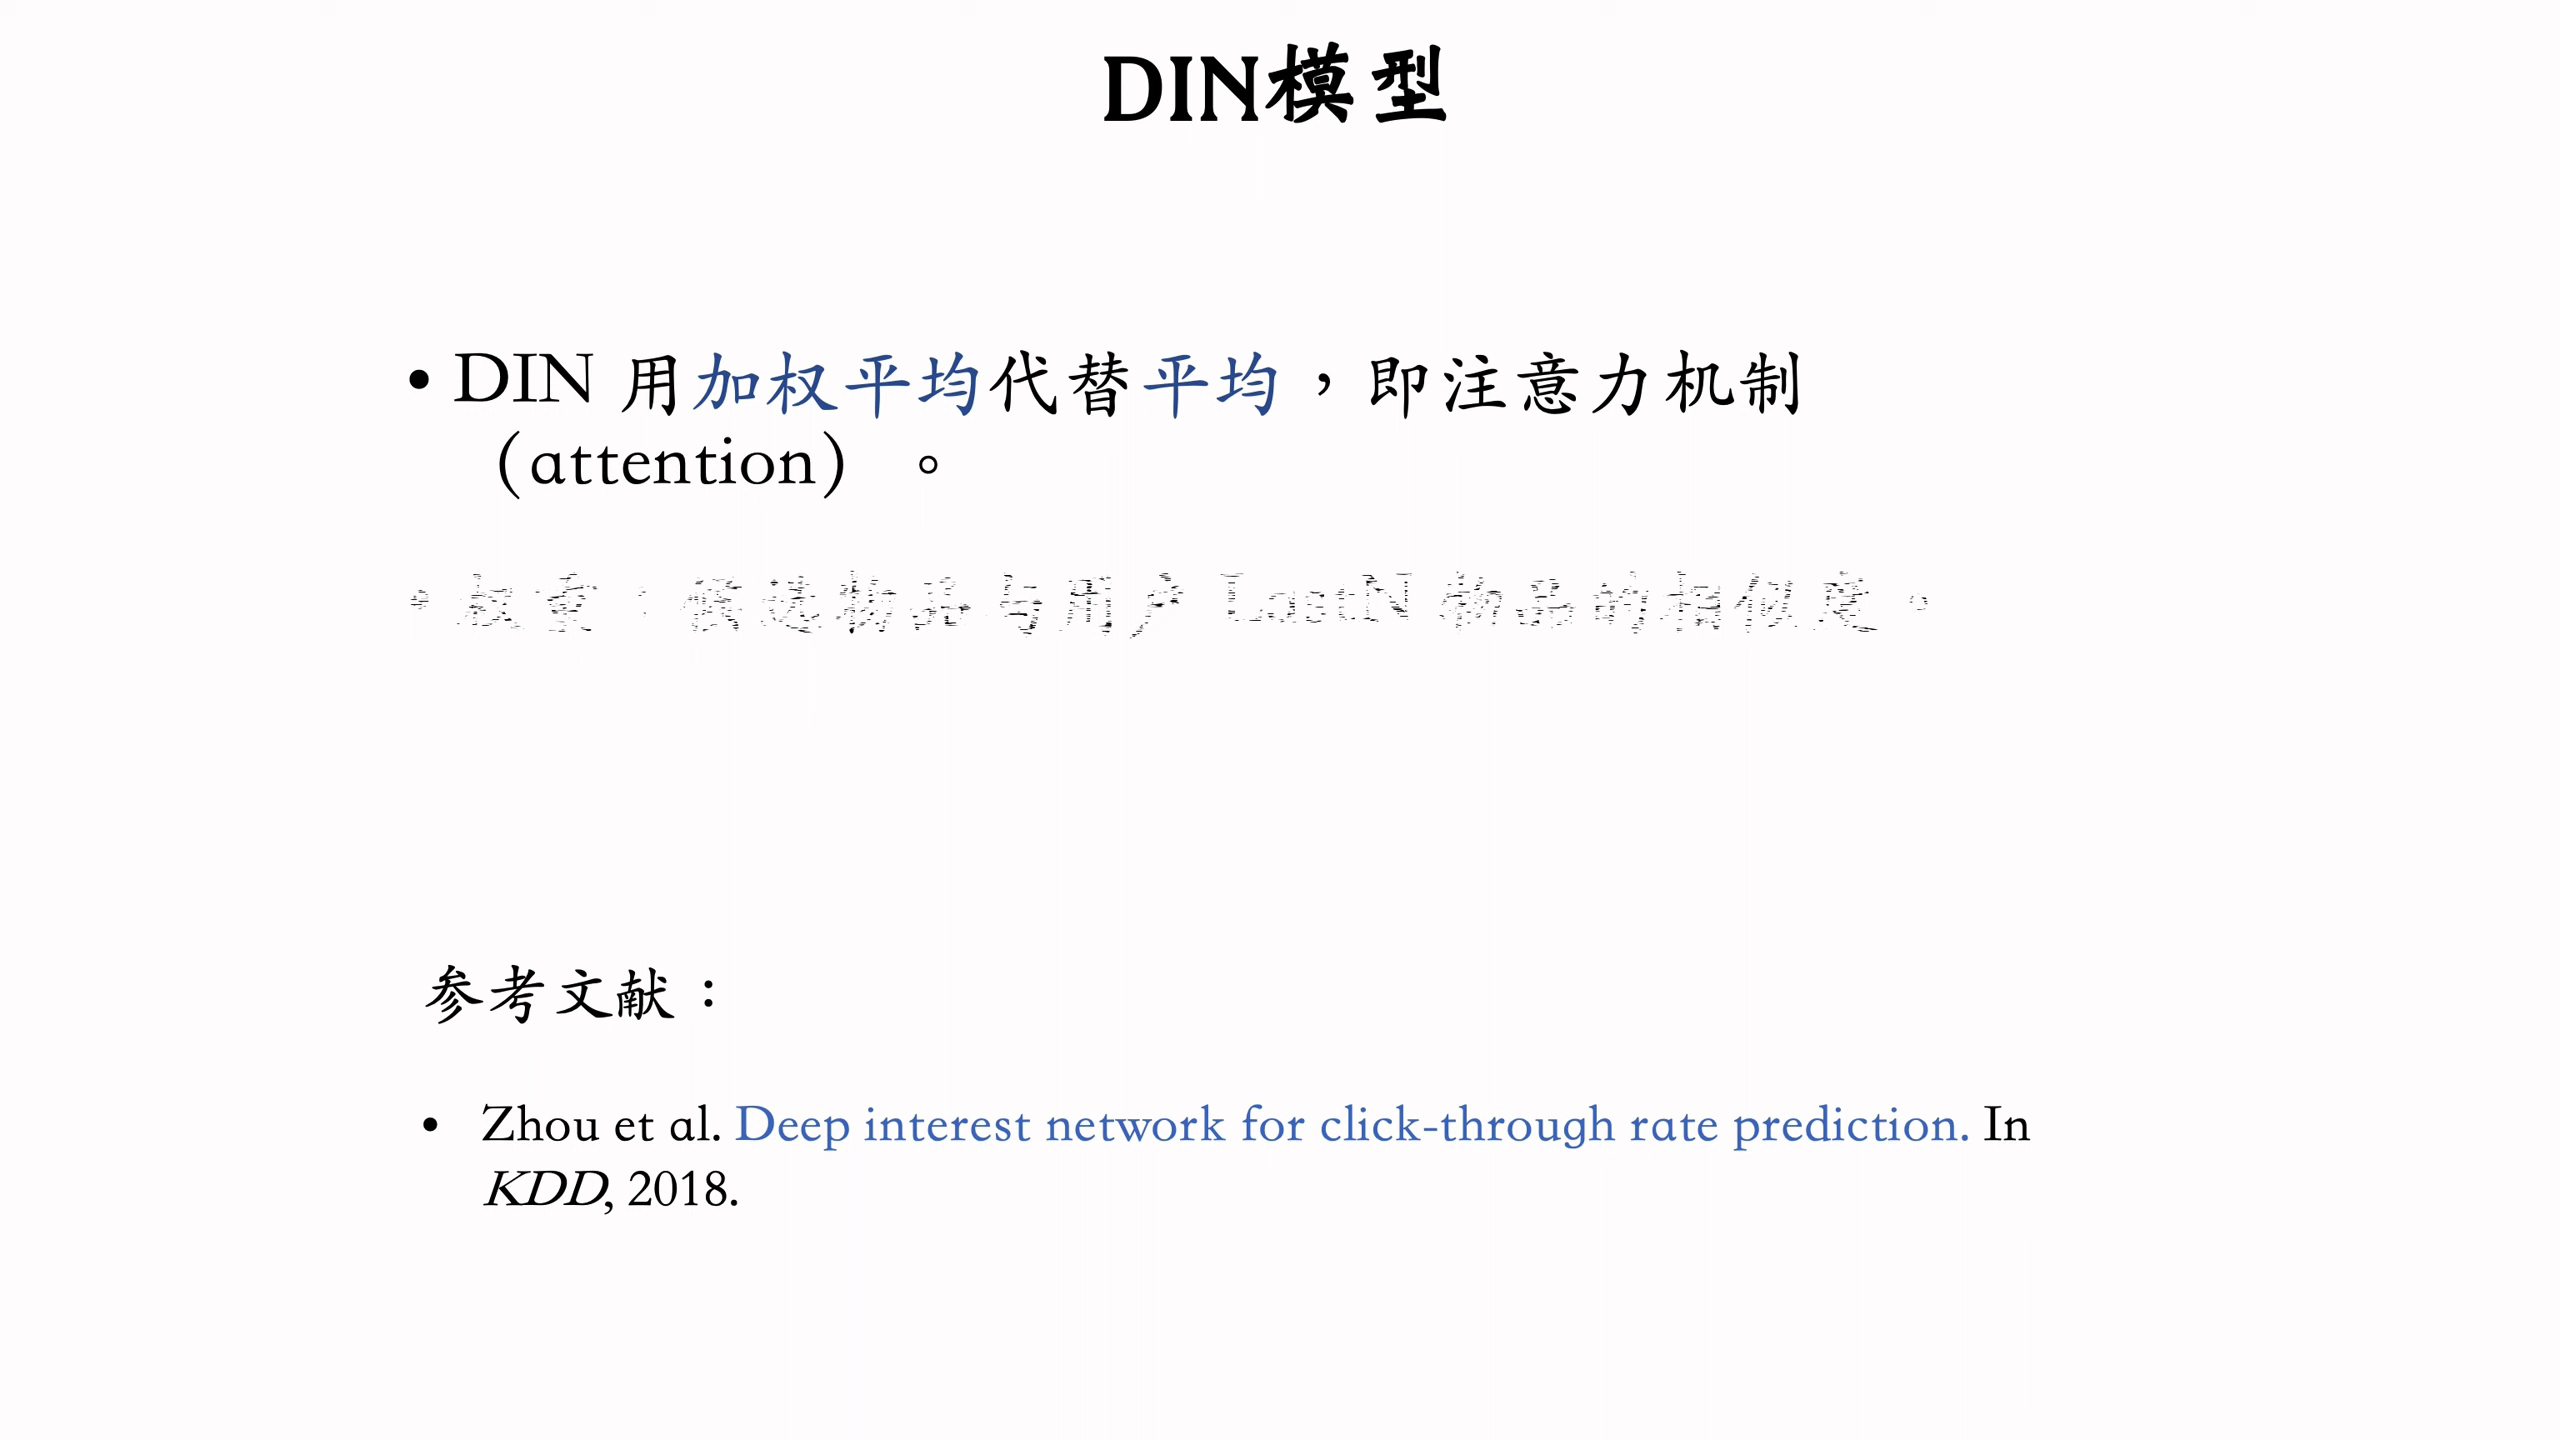 DIN模型
• DIN 用加权平均代替平均，即注意力机制
（attention）。
• 权重：候选物品与用户 LastN 物品的相似度。
参考文献：
• Zhou et al. Deep interest network for click-through rate prediction. In
KDD, 2018.